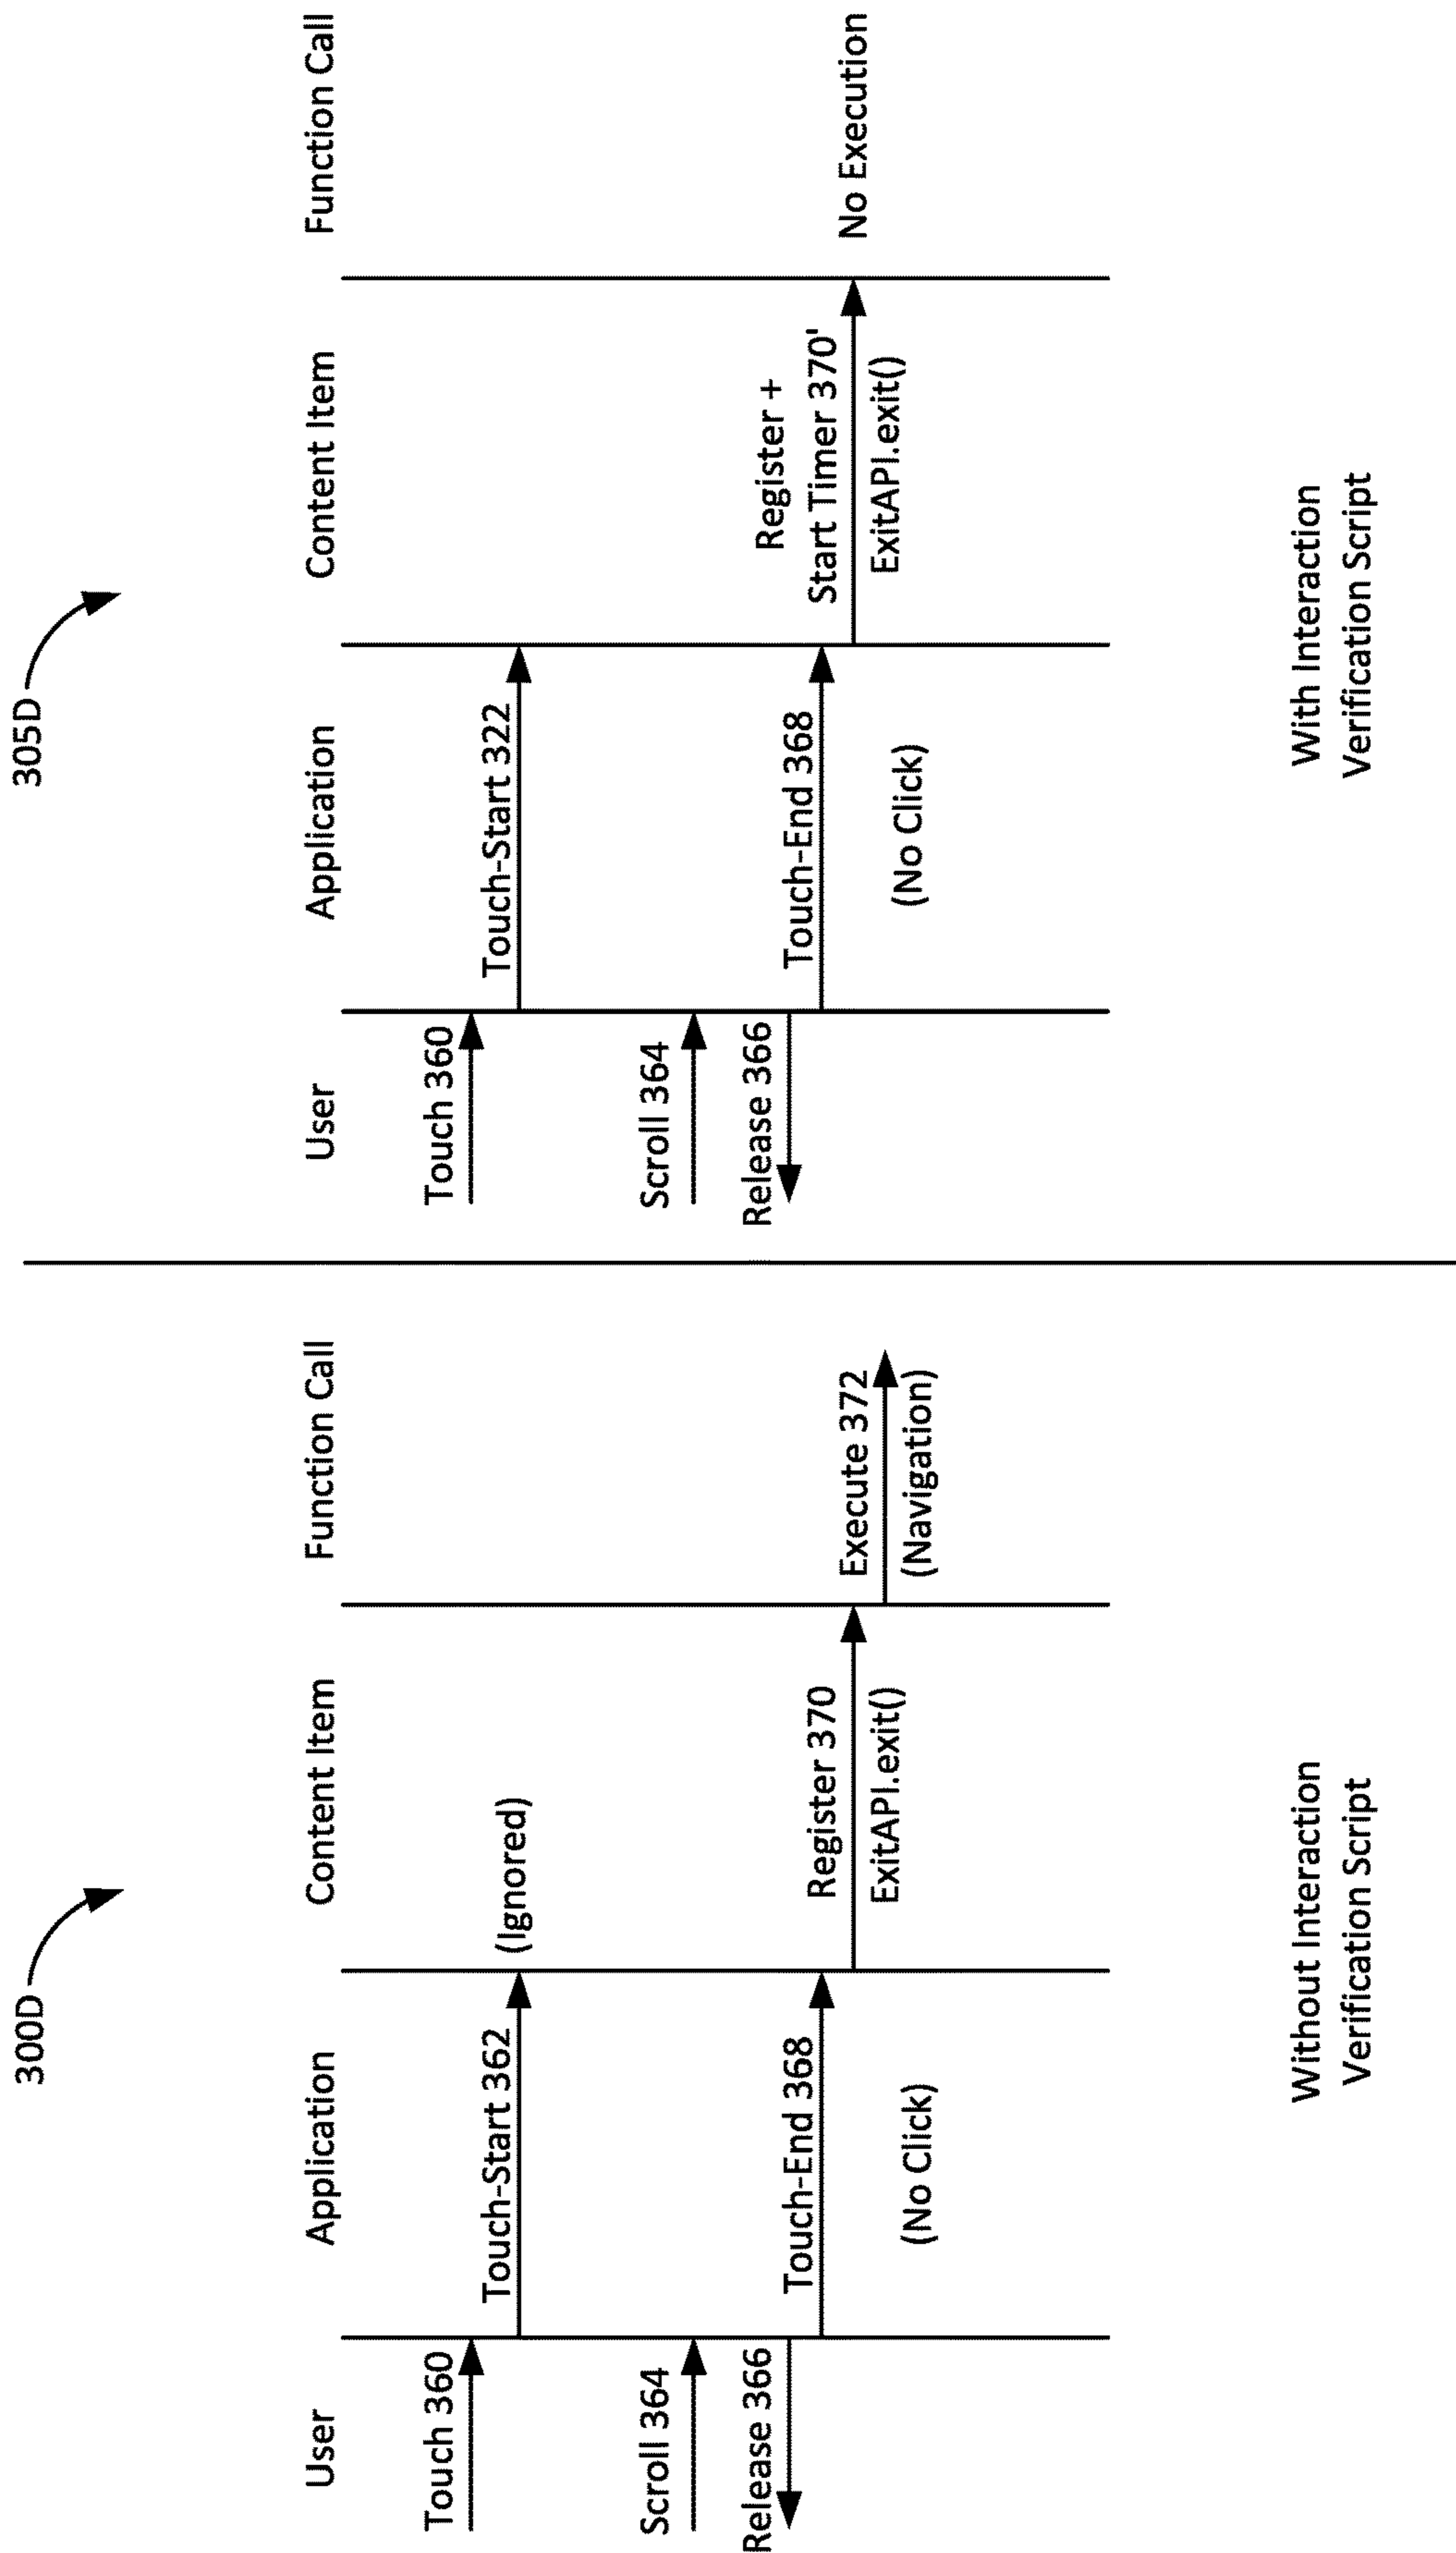 300D
User
Application
Content Item
Function Call
Touch 360
Touch-Start 362
(Ignored)
Scroll 364
Release 366
Touch-End 368
(No Click)
Register 370
ExitAPI.exit()
Execute 372
(Navigation)
Without Interaction
Verification Script
305D
User
Application
Content Item
Function Call
Touch 360
Touch-Start 322
Scroll 364
Release 366
Touch-End 368
(No Click)
Register +
Start Timer 370'
ExitAPI.exit()
No Execution
With Interaction
Verification Script